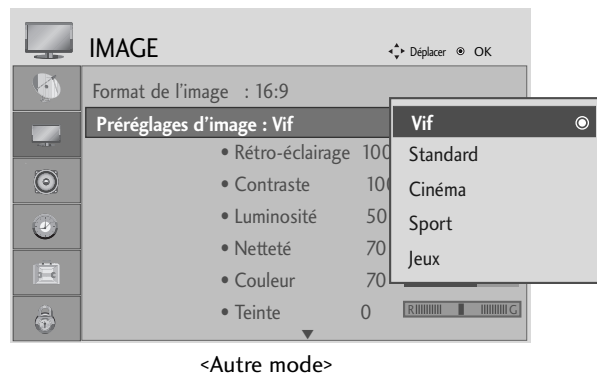 IMAGE
Déplacer OK
Format de l'image : 16:9
Préréglages d'image : Vif
• Rétro-éclairage 100
• Contraste 100
• Luminosité 50
• Netteté 70
• Couleur 70
• Teinte 0
R G
Vif
Standard
Cinéma
Sport
Jeux
<Autre mode>